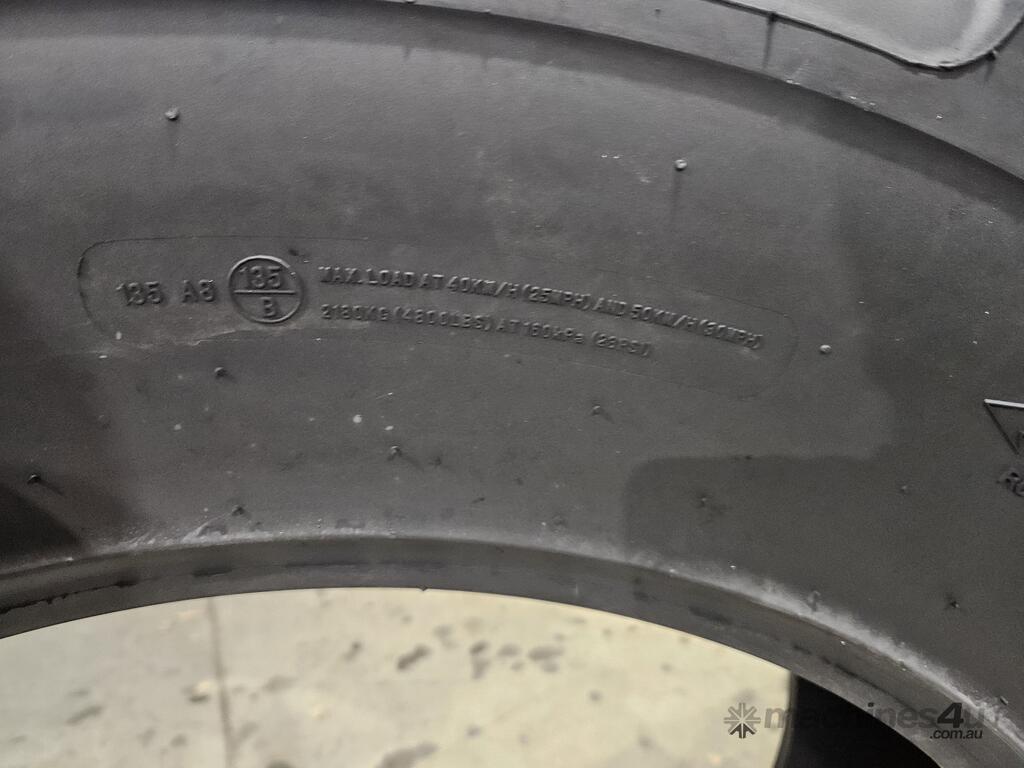 135 A8 135 B
MAX. LOAD AT 40KM/H (25MPH) AND 50KM/H (30MPH)
2180KG (4800LBS) AT 160kPa (23PSI)
machines4u
.com.au